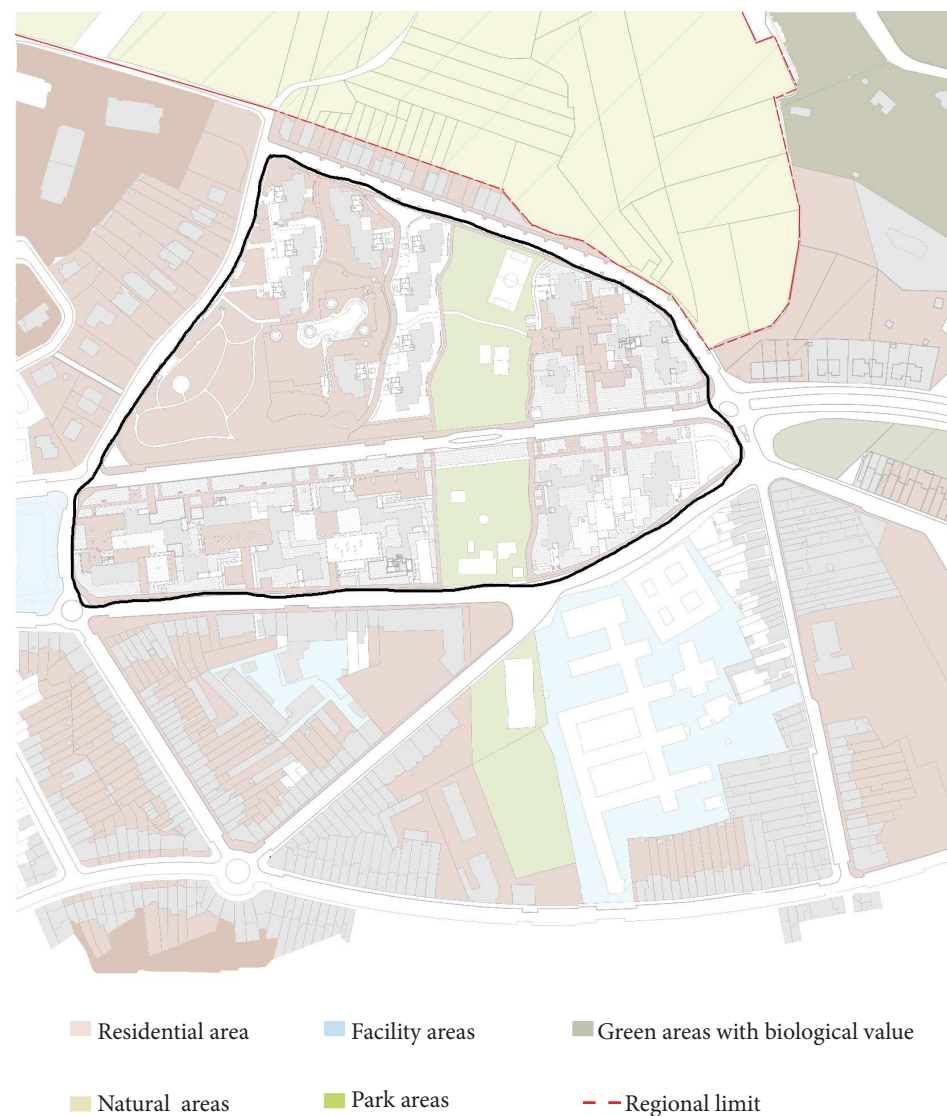 Residential area
Facility areas
Green areas with biological value
Natural areas
Park areas
Regional limit